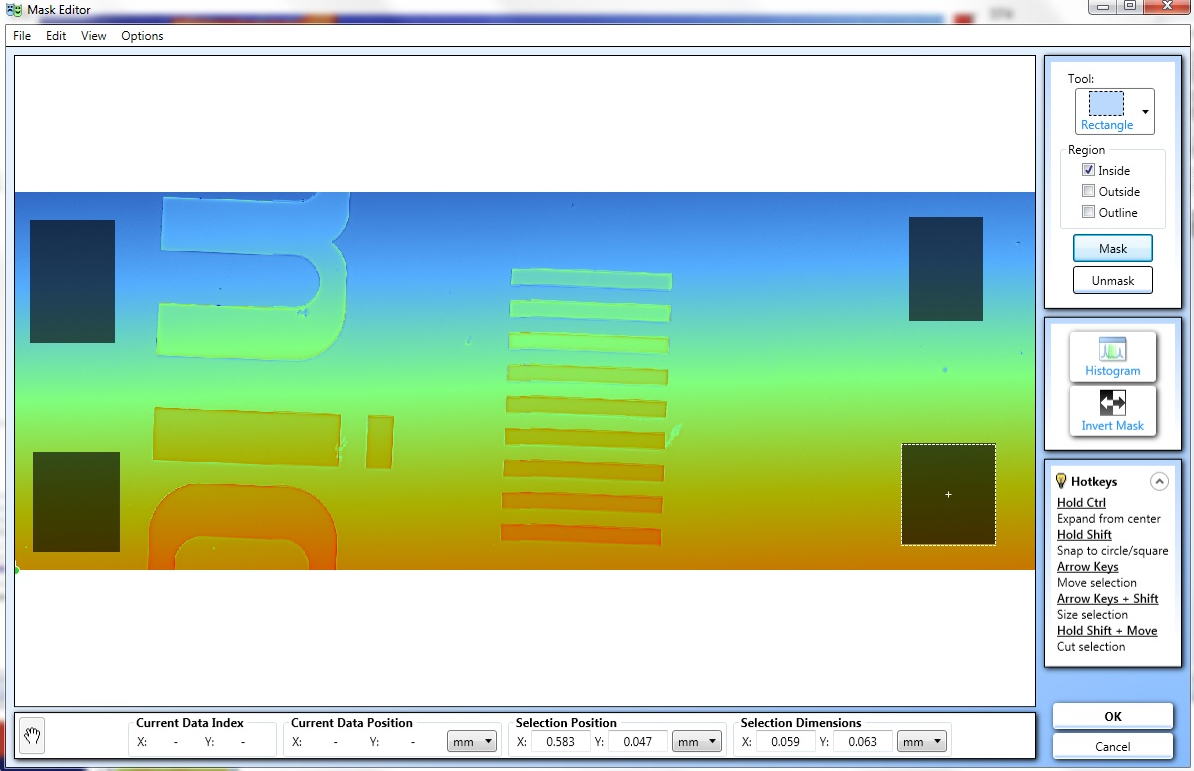 Mask Editor
File Edit View Options
Tool:
Rectangle
Region
Inside
Outside
Outline
Mask
Unmask
Histogram
Invert Mask
Hotkeys
Hold Ctrl
Expand from center
Hold Shift
Snap to circle/square
Arrow Keys
Move selection
Arrow Keys + Shift
Size selection
Hold Shift + Move
Cut selection
Current Data Index
X: - Y: -
Current Data Position
X: - Y: - mm
Selection Position
X: 0.583 Y: 0.047 mm
Selection Dimensions
X: 0.059 Y: 0.063 mm
OK
Cancel